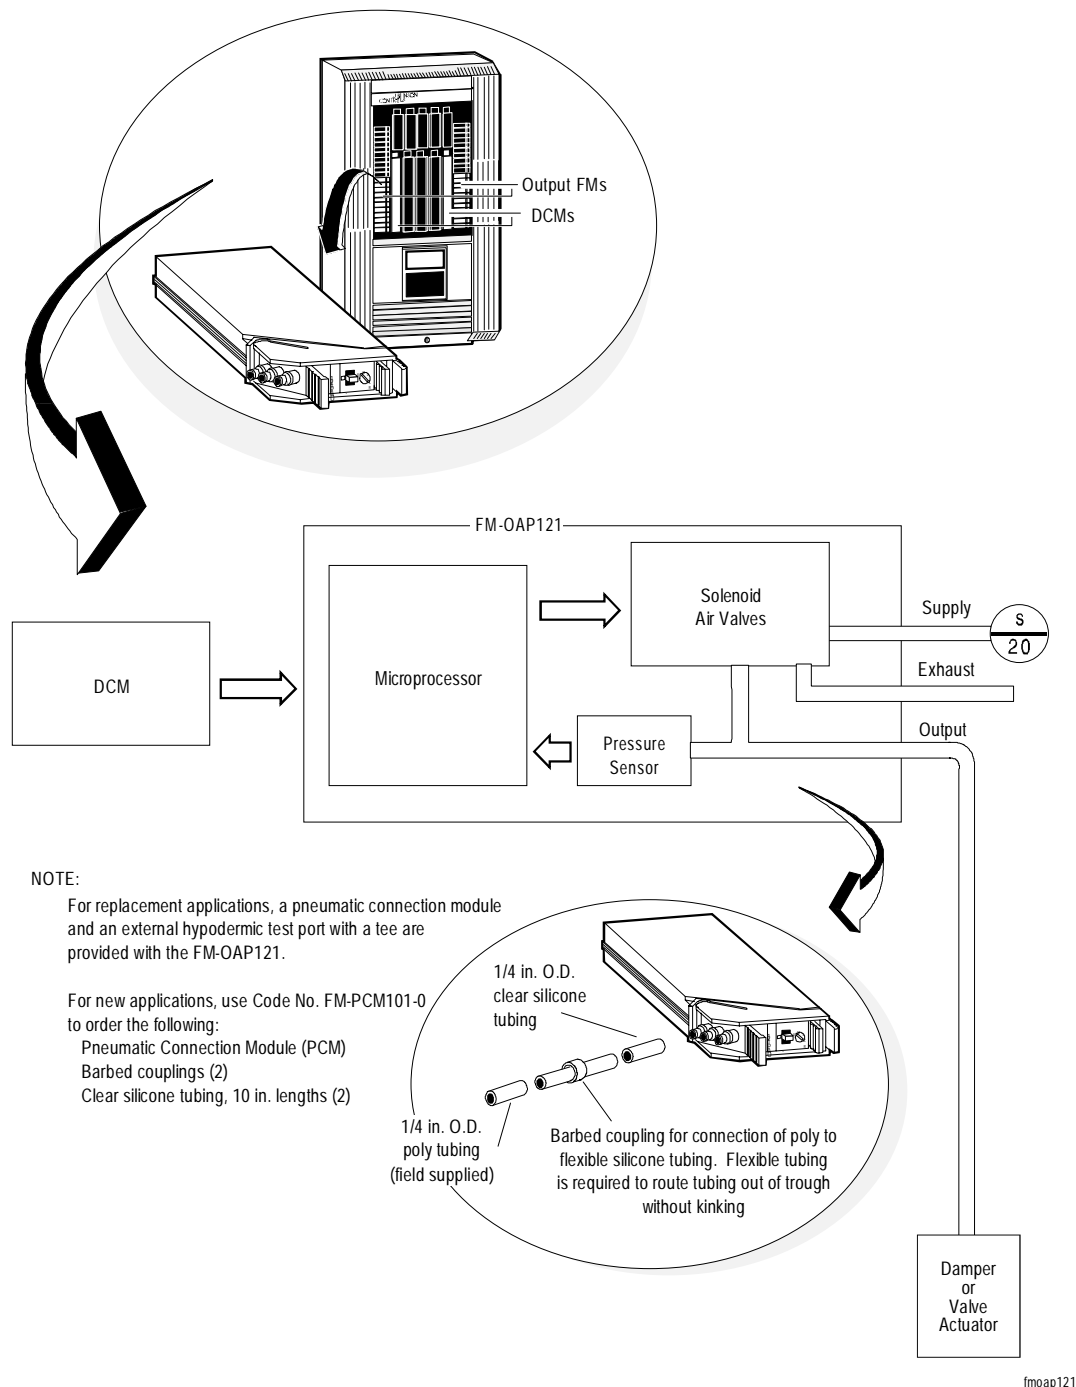 Output FMs
DCMs
FM-OAP121
Solenoid
Air Valves
Supply
S
20
Exhaust
DCM
Microprocessor
Output
Pressure
Sensor
NOTE:
For replacement applications, a pneumatic connection module
and an external hypodermic test port with a tee are
provided with the FM-OAP121.
For new applications, use Code No. FM-PCM101-0
to order the following:
Pneumatic Connection Module (PCM)
Barbed couplings (2)
Clear silicone tubing, 10 in. lengths (2)
1/4 in. O.D.
clear silicone
tubing
1/4 in. O.D.
poly tubing
(field supplied)
Barbed coupling for connection of poly to
flexible silicone tubing. Flexible tubing
is required to route tubing out of trough
without kinking
Damper
or
Valve
Actuator
fmoap121